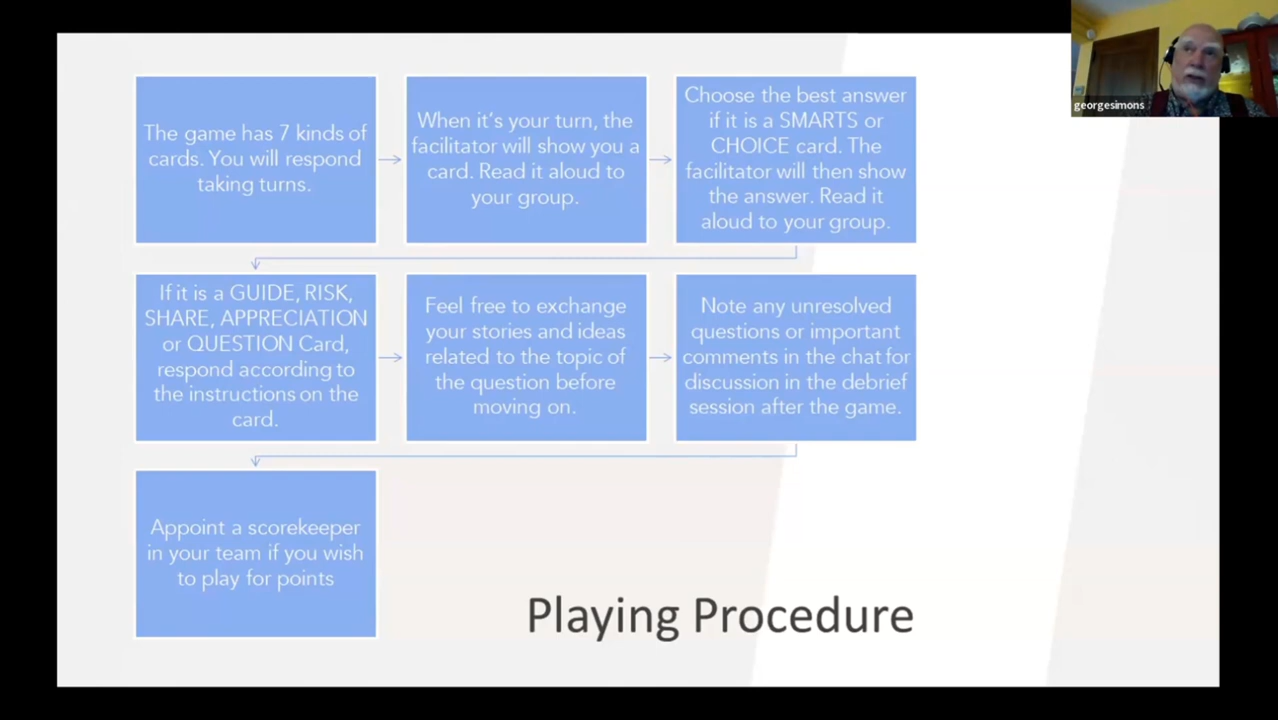 The game has 7 kinds of
cards. You will respond
taking turns.
When it's your turn, the
facilitator will show you a
card. Read it aloud to
your group.
Choose the best answer
if it is a SMARTS or
CHOICE card. The
facilitator will then show
the answer. Read it
aloud to your group.
If it is a GUIDE, RISK,
SHARE, APPRECIATION
or QUESTION Card,
respond according to
the instructions on the
card.
Feel free to exchange
your stories and ideas
related to the topic of
the question before
moving on.
Note any unresolved
questions or important
comments in the chat for
discussion in the debrief
session after the game.
Appoint a scorekeeper
in your team if you wish
to play for points
Playing Procedure
georgesimons